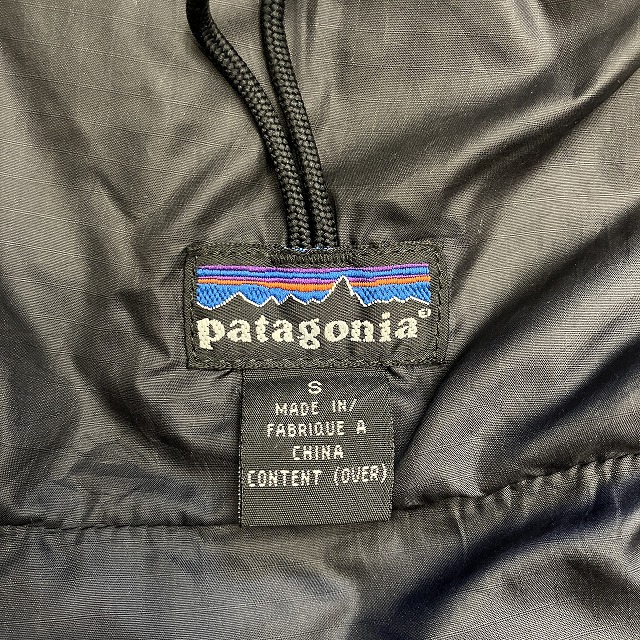 patagonia®
S
MADE IN/
FABRIQUE A
CHINA
CONTENT (OVER)